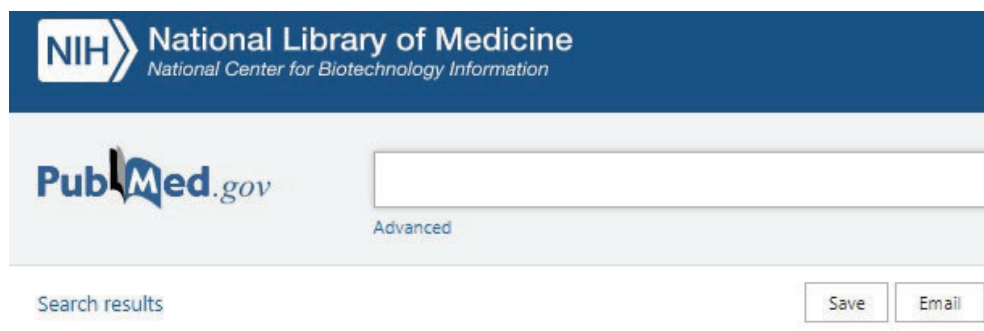 NIH National Library of Medicine
National Center for Biotechnology Information
PubMed.gov
Advanced
Search results
Save Email